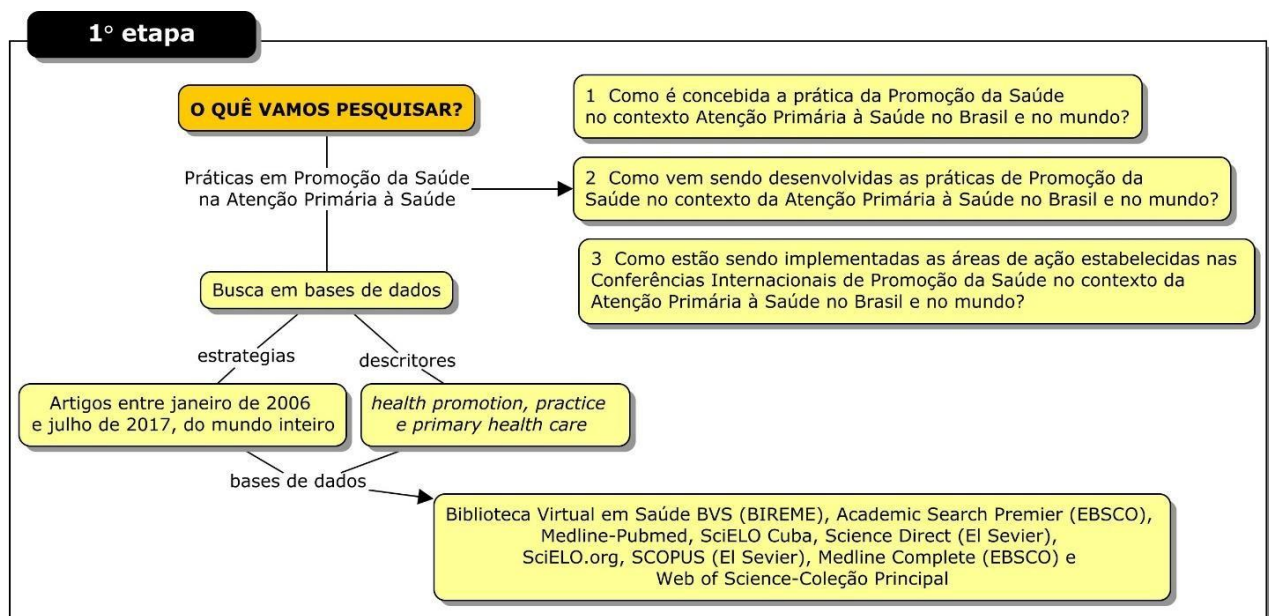 1° etapa
O QUÊ VAMOS PESQUISAR?
Práticas em Promoção da Saúde
na Atenção Primária à Saúde
1 Como é concebida a prática da Promoção da Saúde
no contexto Atenção Primária à Saúde no Brasil e no mundo?
2 Como vem sendo desenvolvidas as práticas de Promoção da
Saúde no contexto da Atenção Primária à Saúde no Brasil e no mundo?
3 Como estão sendo implementadas as áreas de ação estabelecidas nas
Conferências Internacionais de Promoção da Saúde no contexto da
Atenção Primária à Saúde no Brasil e no mundo?
Busca em bases de dados
estrategias
descritores
Artigos entre janeiro de 2006
e julho de 2017, do mundo inteiro
health promotion, practice
e primary health care
bases de dados
Biblioteca Virtual em Saúde BVS (BIREME), Academic Search Premier (EBSCO),
Medline-Pubmed, SciELO Cuba, Science Direct (El Sevier),
SciELO.org, SCOPUS (El Sevier), Medline Complete (EBSCO) e
Web of Science-Coleção Principal